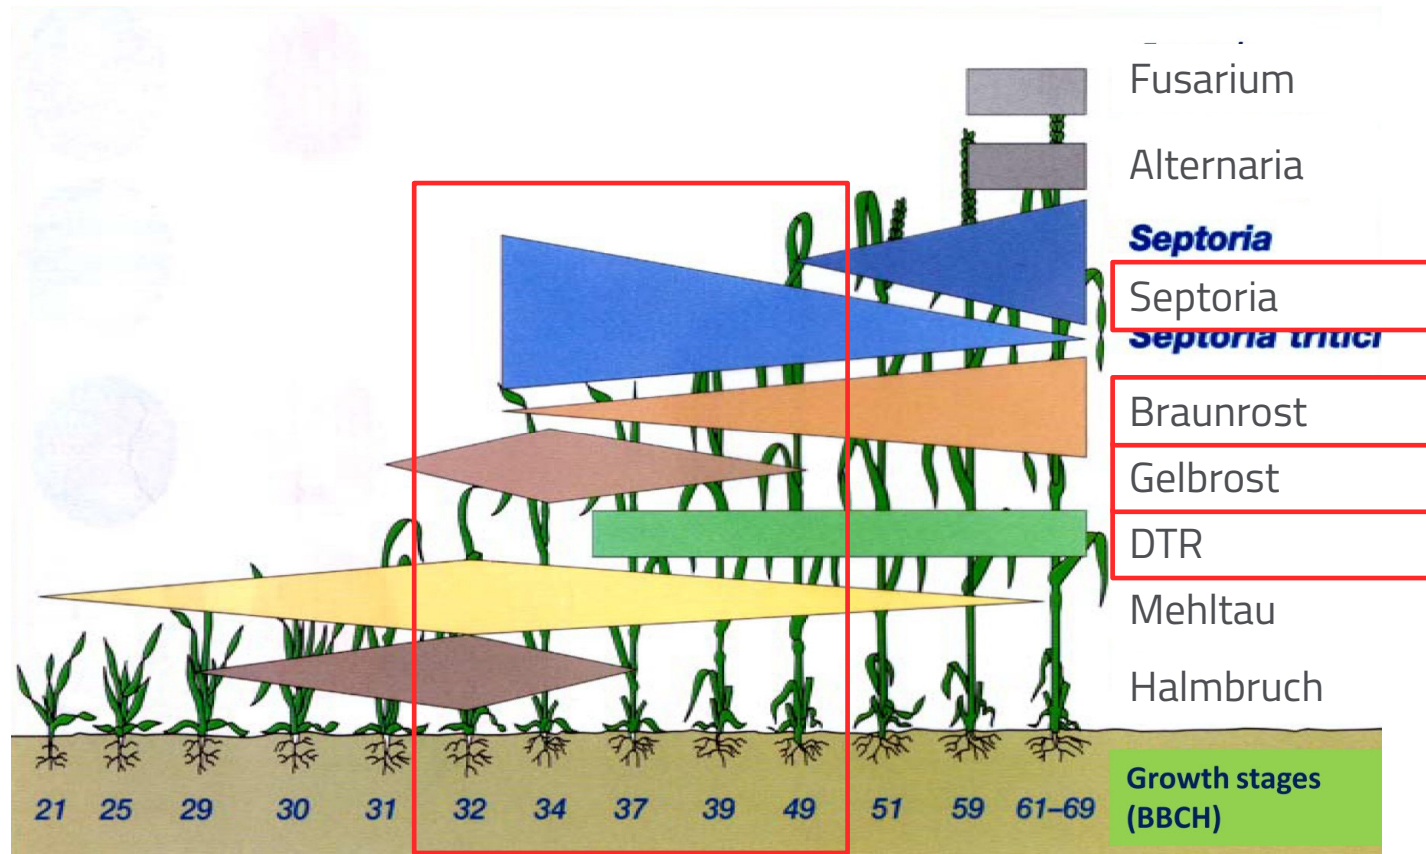 Fusarium
Alternaria
Septoria
Septoria
Septoria tritici
Braunrost
Gelbrost
DTR
Mehltau
Halmbruch
21 25 29 30 31 32 34 37 39 49 51 59 61–69
Growth stages
(BBCH)